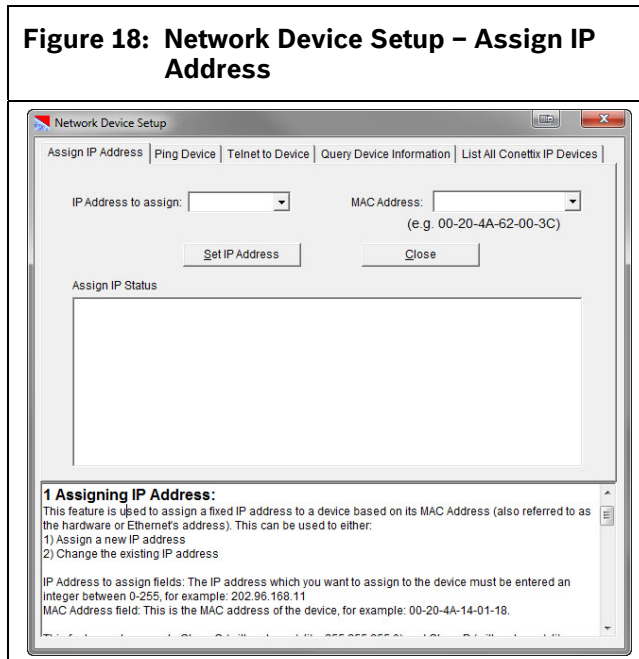 Figure 18: Network Device Setup – Assign IP
Address
Network Device Setup
Assign IP Address Ping Device Telnet to Device Query Device Information List All Conettix IP Devices
IP Address to assign: MAC Address:
(e.g. 00-20-4A-62-00-3C)
Set IP Address Close
Assign IP Status
1 Assigning IP Address:
This feature is used to assign a fixed IP address to a device based on its MAC Address (also referred to as
the hardware or Ethernet's address). This can be used to either:
1) Assign a new IP address
2) Change the existing IP address
IP Address to assign fields: The IP address which you want to assign to the device must be entered an
integer between 0-255, for example: 202.96.168.11
MAC Address field: This is the MAC address of the device, for example: 00-20-4A-14-01-18.